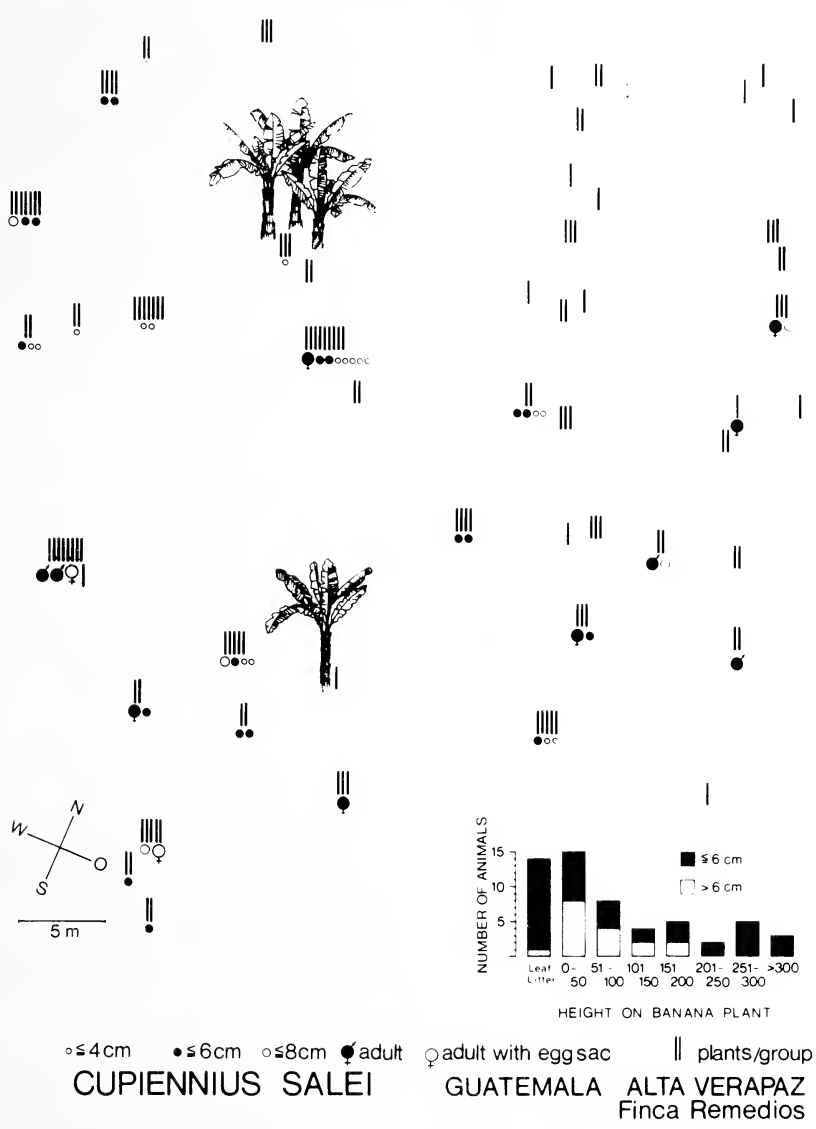 N
W
O
S
5 m
NUMBER OF ANIMALS
15
10
5
≦ 6 cm
> 6 cm
Leaf 0- 51- 101 151 201- 251- >300
Litter 50 100 150 200 250 300
HEIGHT ON BANANA PLANT
○≦4cm ●≦6cm ○≦8cm adult adult with eggsac plants/group
CUPIENNIUS SALEI GUATEMALA ALTA VERAPAZ
Finca Remedios